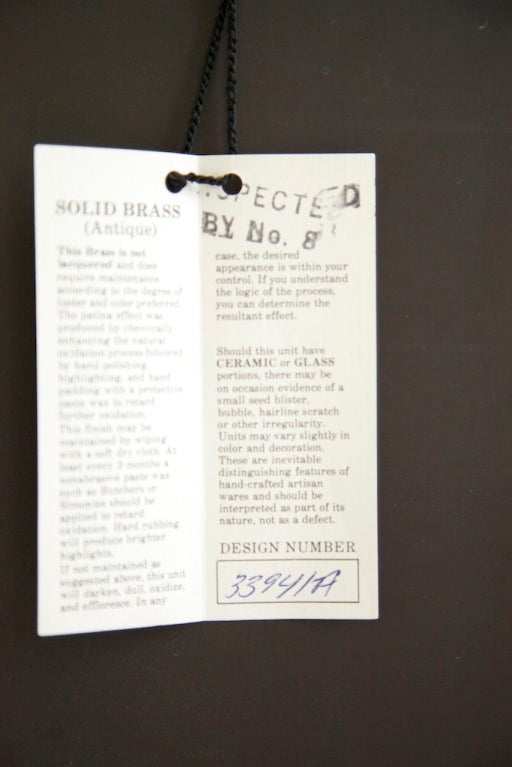 SOLID BRASS
(Antique)
This Brass is not
lacquered and does
require maintenance
according to the degree of
luster and color preferred
The patina effect was
produced by chemically
enhancing the natural
oxidation process followed
by hand polishing,
highlighting, and hand
padding with a protective
paste wax to retard
further oxidation.
This finish may be
maintained by wiping
with a soft dry cloth. At
least every 3 months a
nonabrasive paste wax
such as Butchers or
Simonize should be
applied to retard
oxidation. Hard rubbing
will produce brighter
highlights.
If not maintained as
suggested above, this unit
will darken, dull, oxidize,
and effloresce. In any
INSPECTED
BY No. 8
case, the desired
appearance is within your
control. If you understand
the logic of the process,
you can determine the
resultant effect.
Should this unit have
CERAMIC or GLASS
portions, there may be
on occasion evidence of a
small seed blister,
bubble, hairline scratch
or other irregularity.
Units may vary slightly in
color and decoration.
These are inevitable
distinguishing features of
hand-crafted artisan
wares and should be
interpreted as part of its
nature, not as a defect.
DESIGN NUMBER
33941A